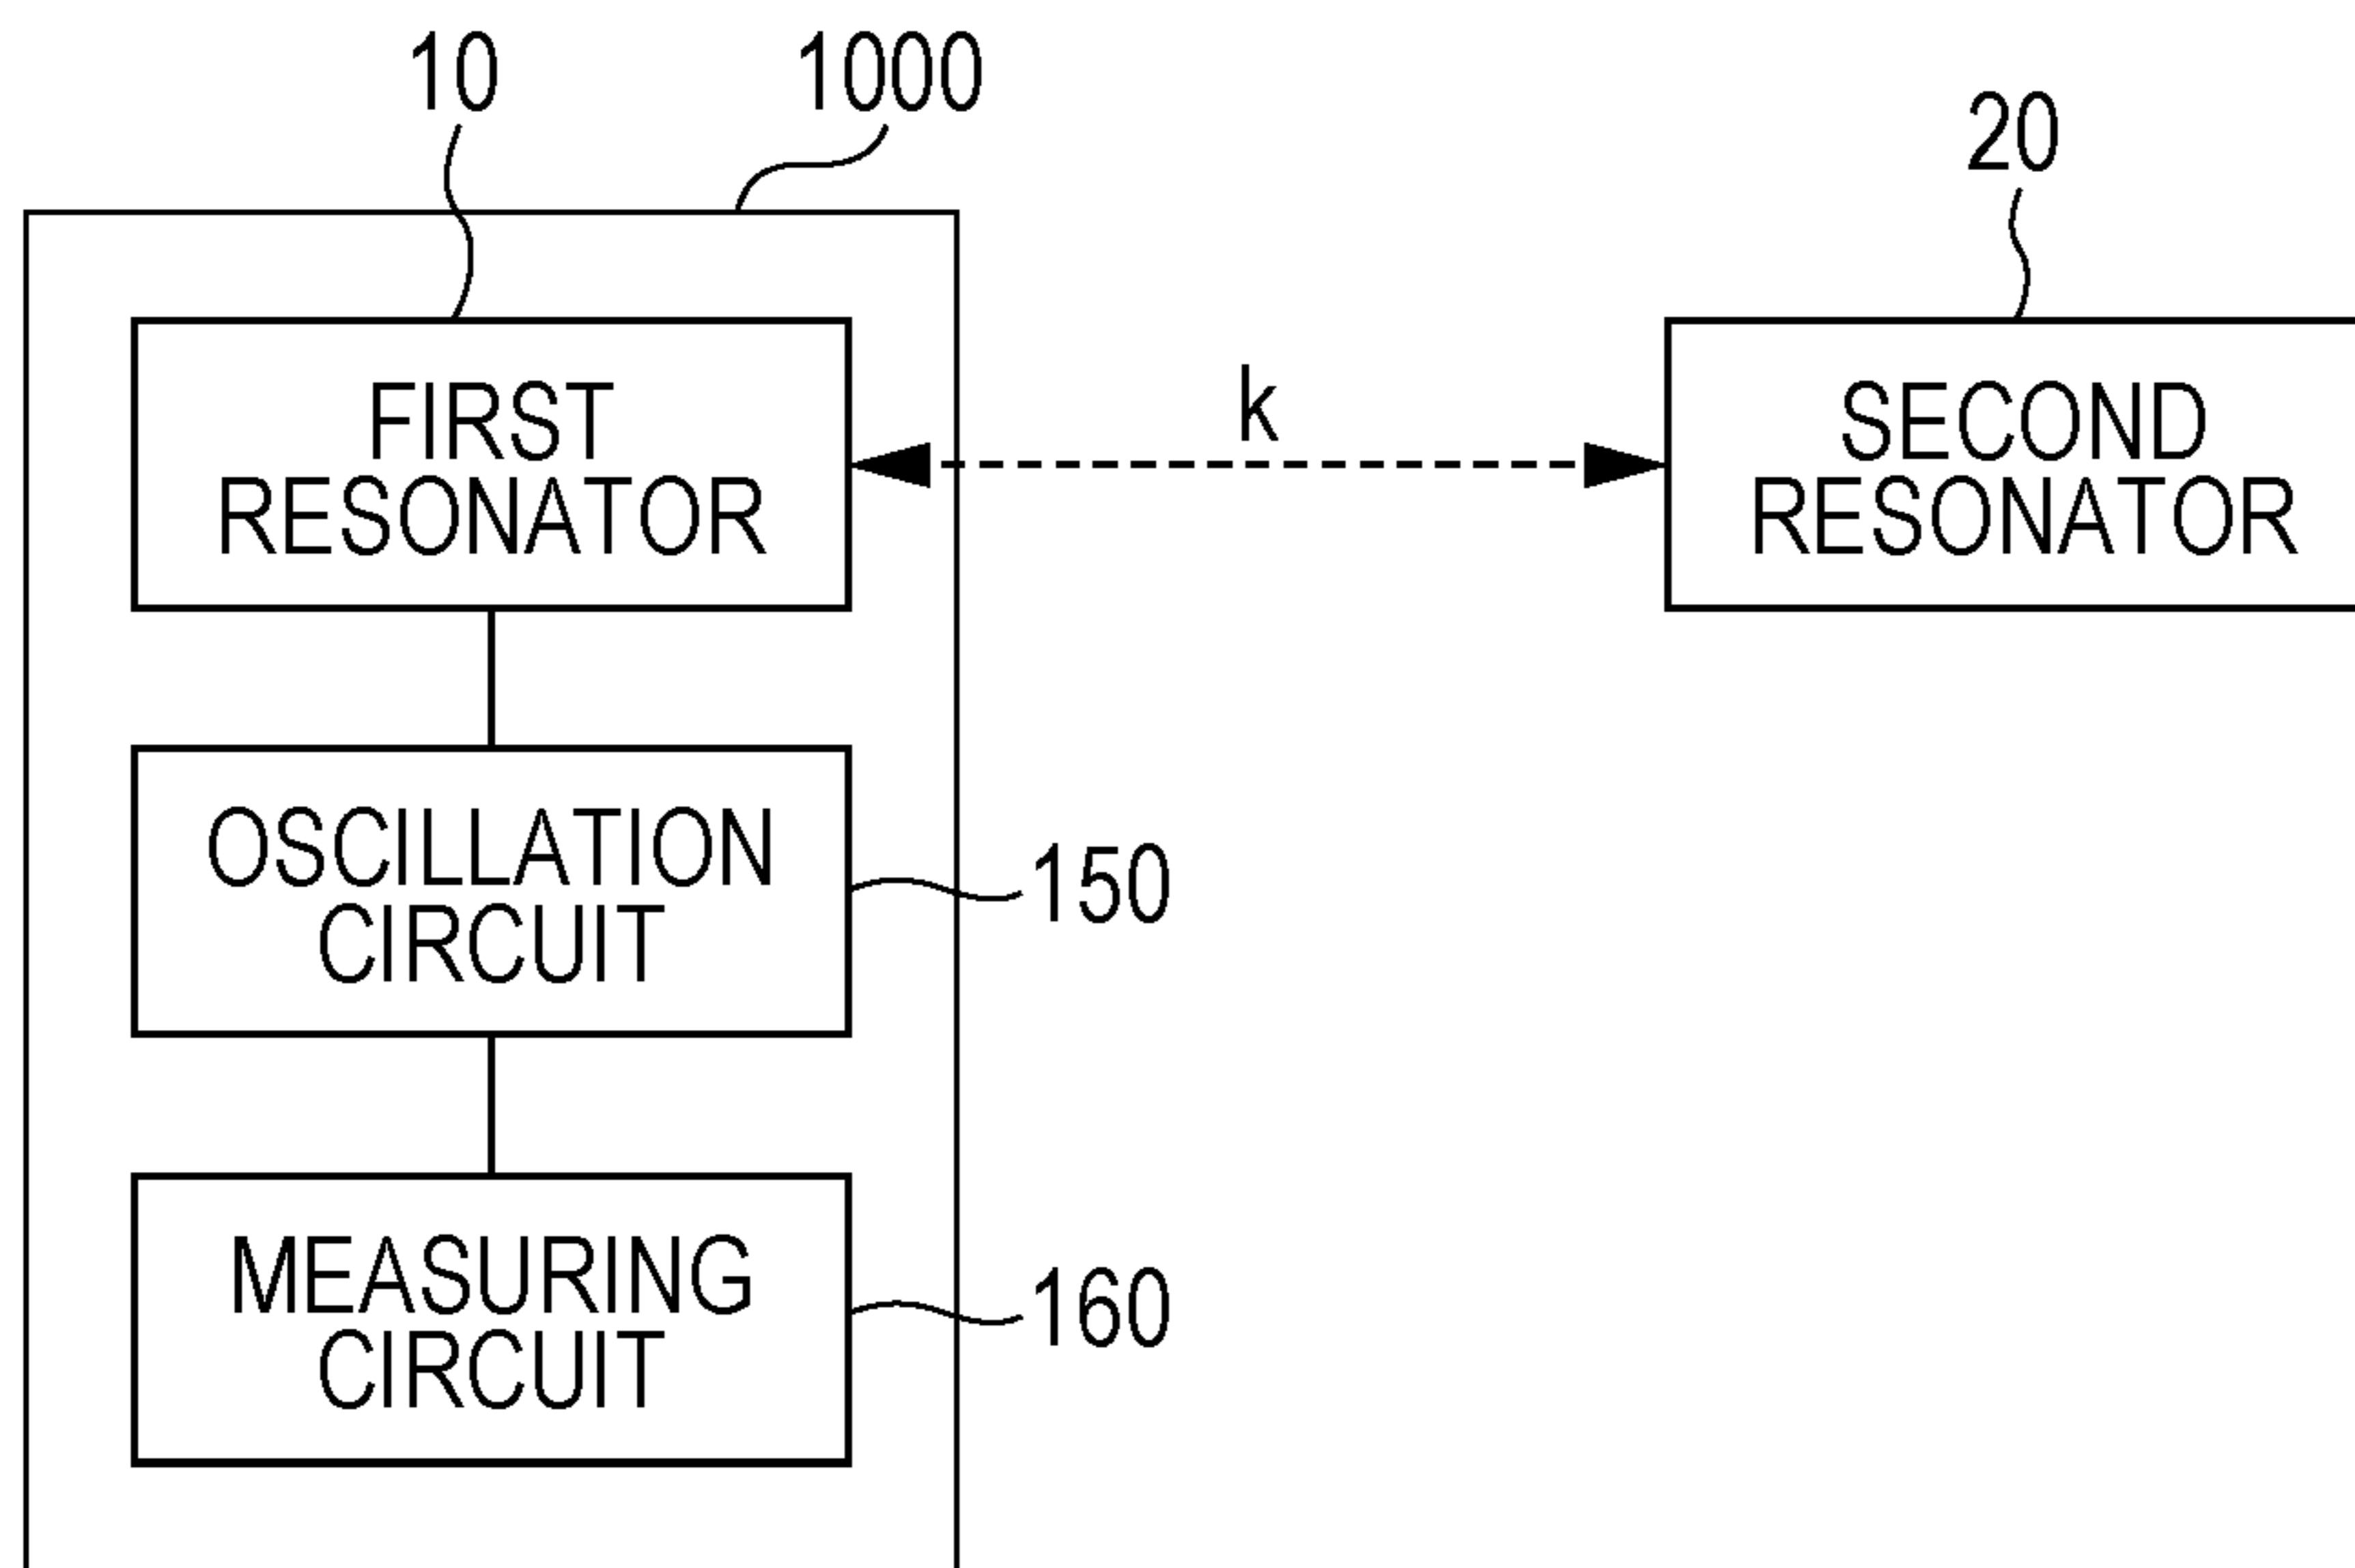 10
1000
20
FIRST
RESONATOR
k
SECOND
RESONATOR
OSCILLATION
CIRCUIT
150
MEASURING
CIRCUIT
160